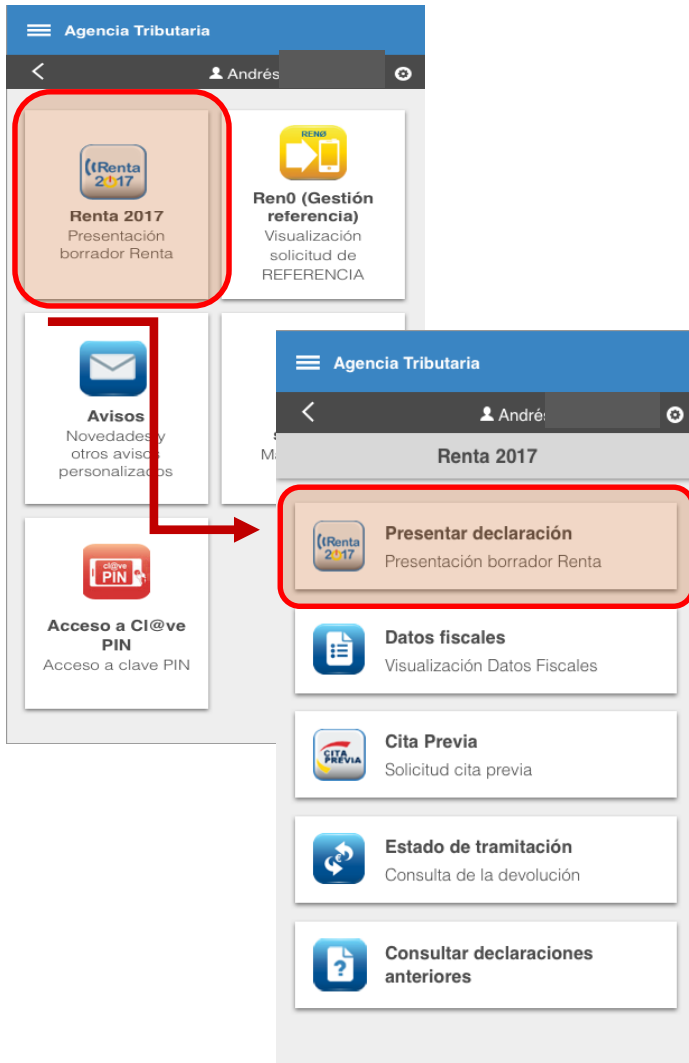 Agencia Tributaria
Andrés
Renta
2017
Renta 2017
Presentación
borrador Renta
RENØ
Ren0 (Gestión
referencia)
Visualización
solicitud de
REFERENCIA
Avisos
Novedades y
otros avisos
personalizados
cl@ve
PIN
Acceso a Cl@ve
PIN
Acceso a clave PIN
Agencia Tributaria
André
Renta 2017
Renta
2017
Presentar declaración
Presentación borrador Renta
Datos fiscales
Visualización Datos Fiscales
CITA
PREVIA
Cita Previa
Solicitud cita previa
Estado de tramitación
Consulta de la devolución
?
Consultar declaraciones
anteriores